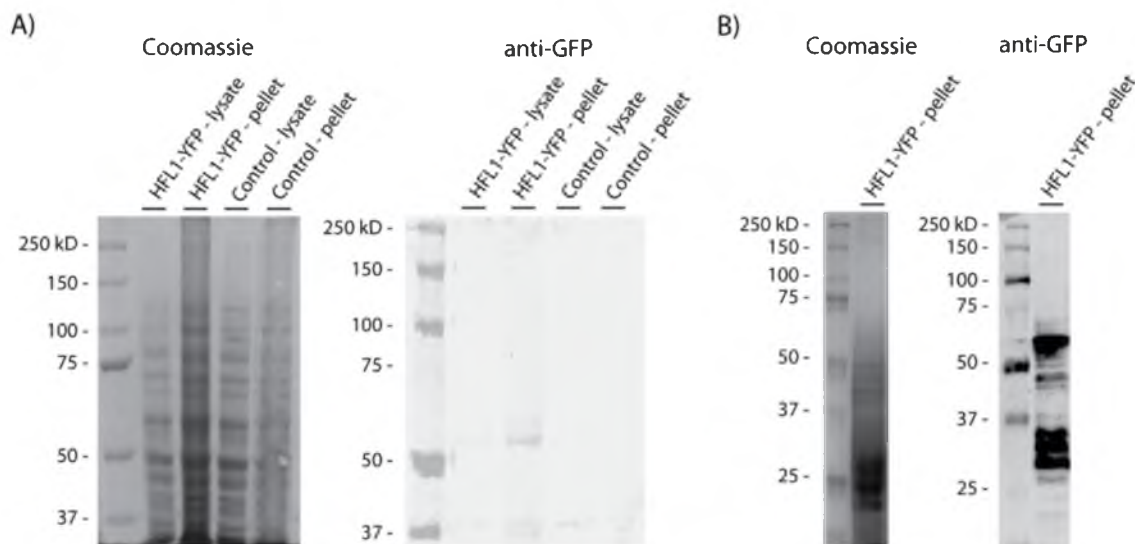 A)
Coomassie
HFL1-YFP - lysate
HFL1-YFP - pellet
Control - lysate
Control - pellet
250 kD -
150 -
100 -
75 -
50 -
37 -
anti-GFP
HFL1-YFP - lysate
HFL1-YFP - pellet
Control - lysate
Control - pellet
250 kD -
150 -
100 -
75 -
50 -
37 -
B)
Coomassie
HFL1-YFP - pellet
250 kD -
150 -
100 -
75 -
50 -
37 -
25 -
anti-GFP
HFL1-YFP - pellet
250 kD -
150 -
100 -
75 -
50 -
37 -
25 -